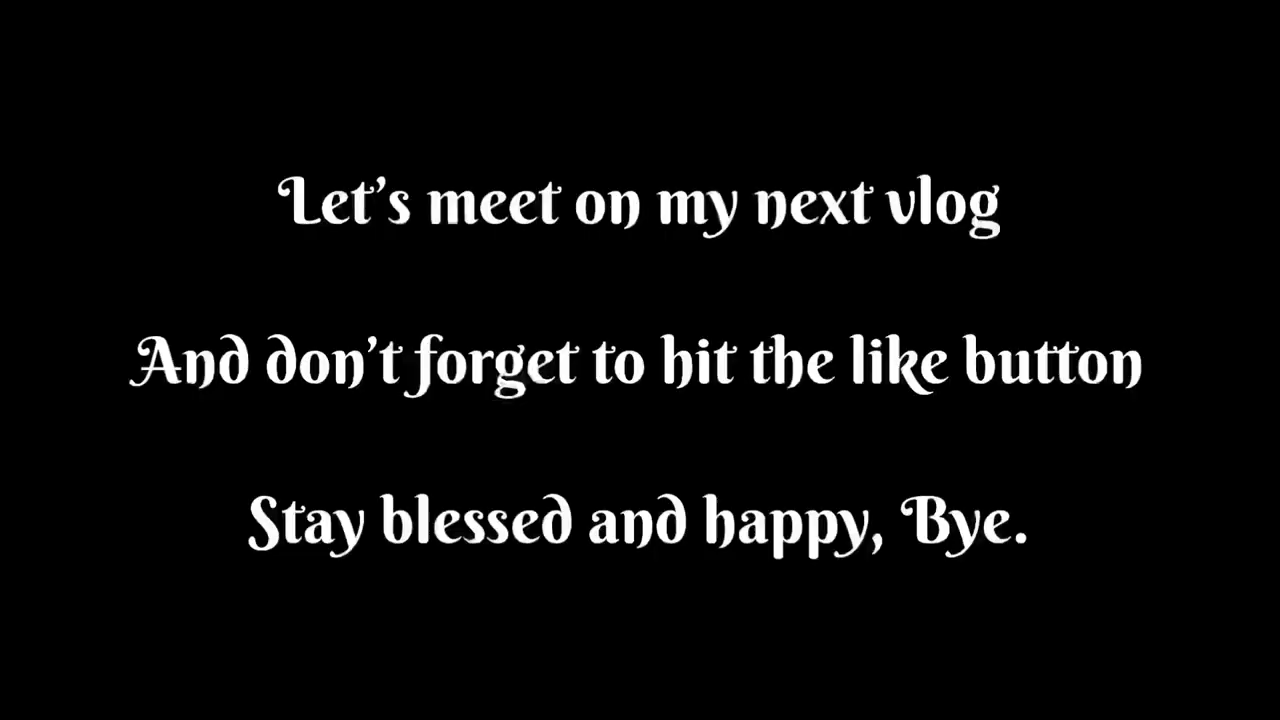 Let’s meet on my next vlog
And don’t forget to hit the like button
Stay blessed and happy, Bye.